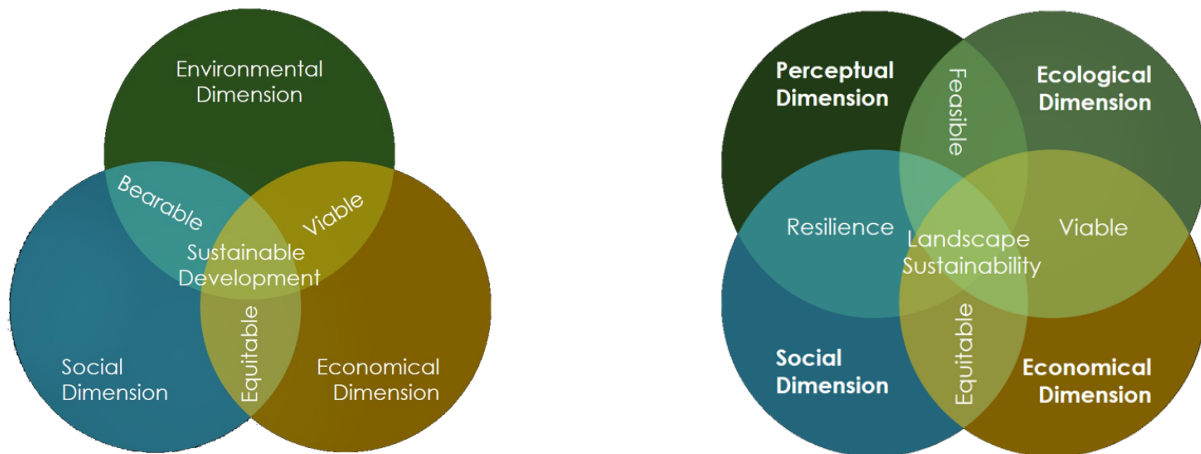 Environmental
Dimension
Bearable
Viable
Sustainable
Development
Equitable
Social
Dimension
Economical
Dimension
Perceptual
Dimension
Feasible
Ecological
Dimension
Resilience
Landscape
Sustainability
Viable
Social
Dimension
Equitable
Economical
Dimension